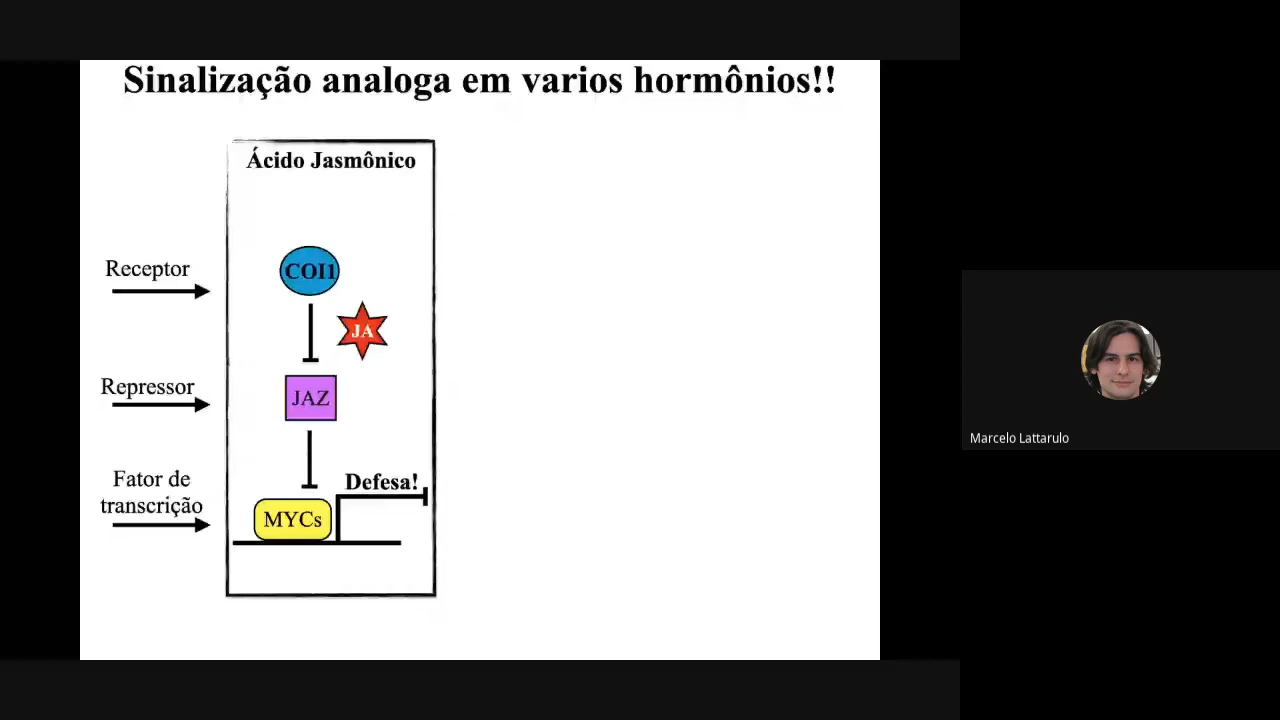 Sinalização analoga em varios hormônios!!
Ácido Jasmônico
Receptor
COI1
JA
Repressor
JAZ
Fator de
transcrição
Defesa!
MYCs
Marcelo Lattarulo